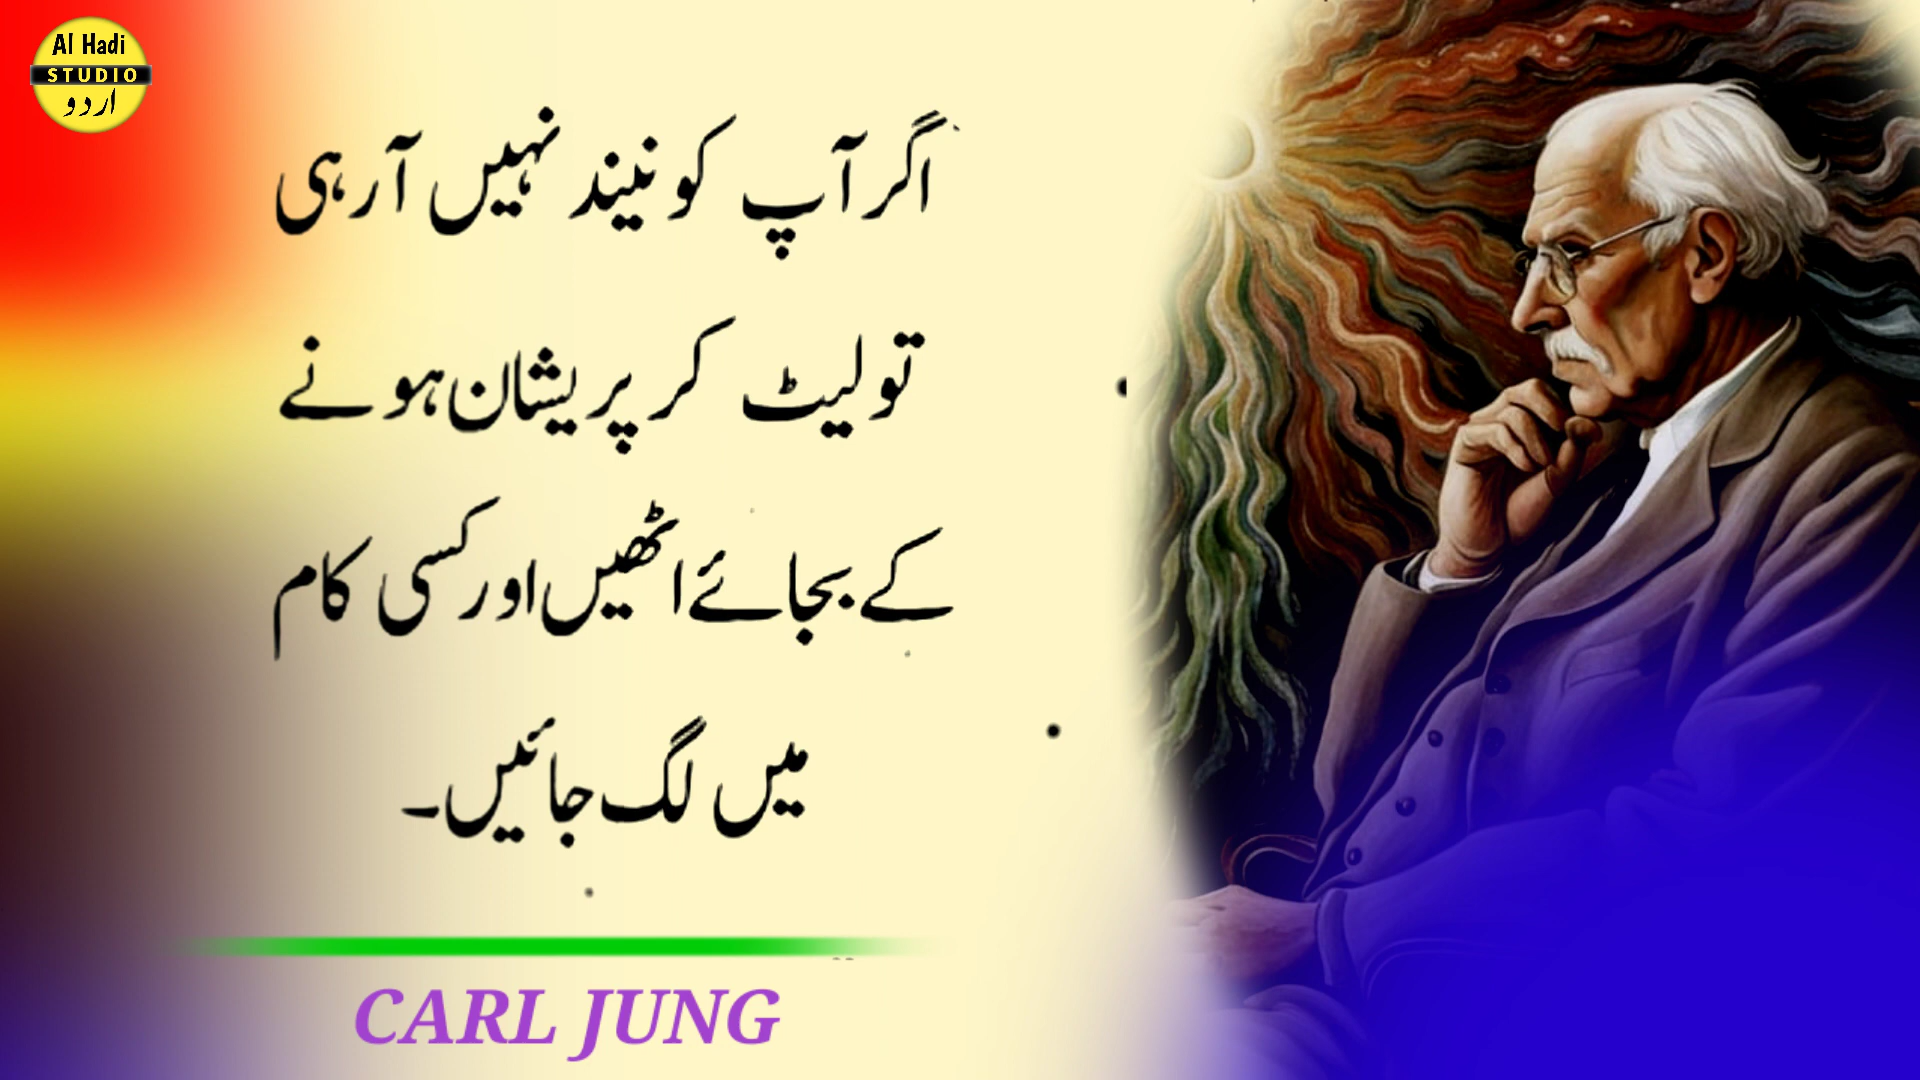 Al Hadi
STUDIO
اردو
اگر آپ کو نیند نہیں آرہی
تو لیٹ کر پریشان ہونے
کے بجائے اٹھیں اور کسی کام
میں لگ جائیں۔
CARL JUNG